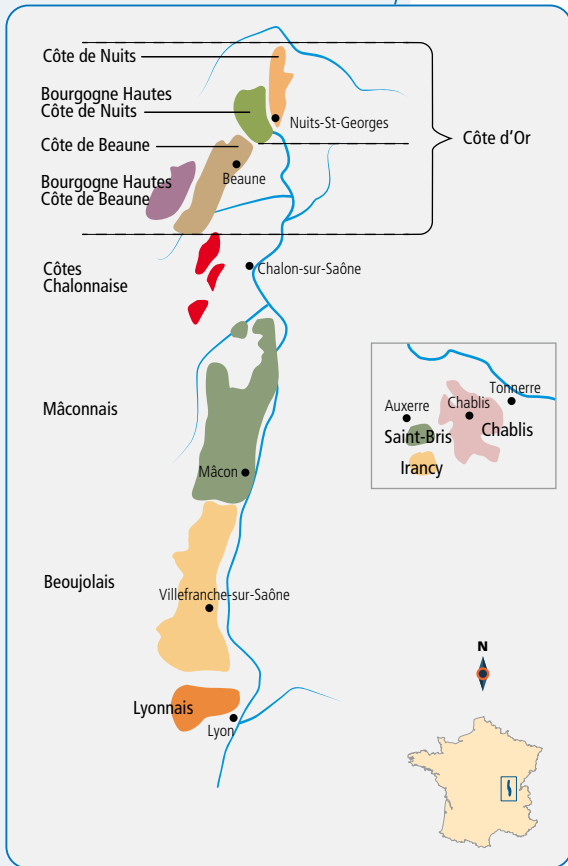 Côte de Nuits
Bourgogne Hautes
Côte de Nuits
Nuits-St-Georges
Côte de Beaune
Côte d’Or
Beaune
Bourgogne Hautes
Côte de Beaune
Côtes
Chalonnaise
Chalon-sur-Saône
Mâconnais
Mâcon
Auxerre
Chablis
Tonnerre
Saint-Bris
Chablis
Irancy
Beoujolais
Villefranche-sur-Saône
Lyonnais
Lyon
N